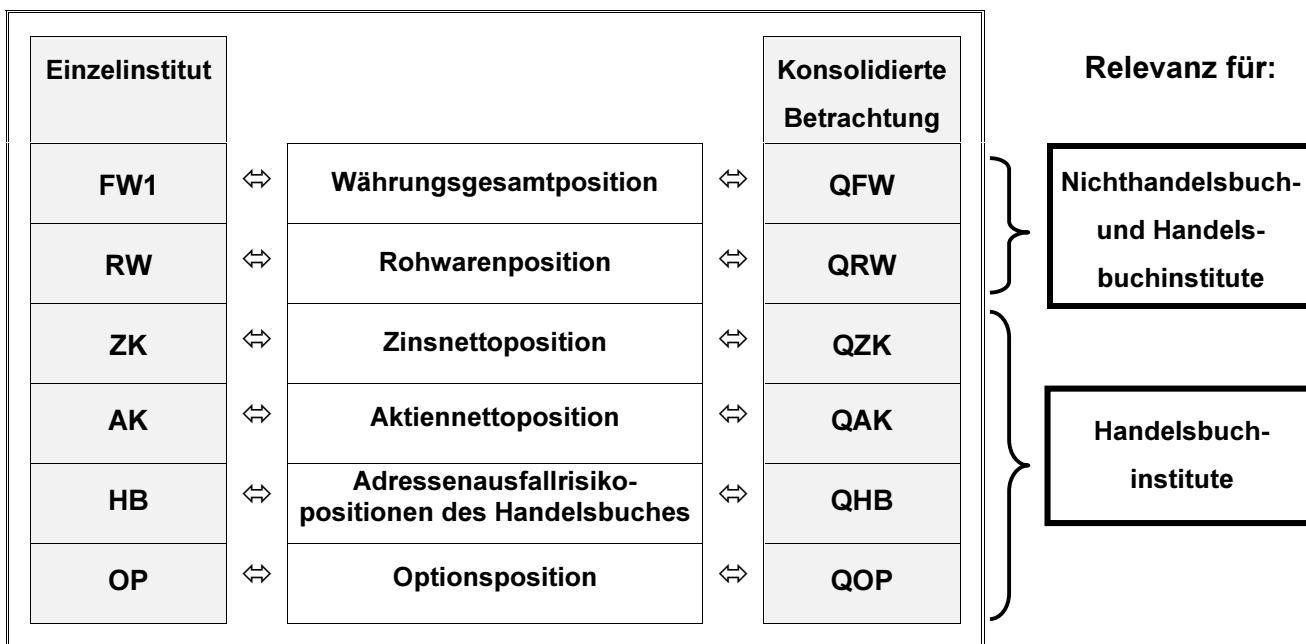 Einzelinstitut
Konsolidierte
Betrachtung
Relevanz für:
FW1 ⇔ Währungsgesamtposition ⇔ QFW
RW ⇔ Rohwarenposition ⇔ QRW
Nichthandelsbuch-
und Handels-
buchinstitute
ZK ⇔ Zinsnettoposition ⇔ QZK
AK ⇔ Aktiennettoposition ⇔ QAK
HB ⇔ Adressenausfallrisiko-
positionen des Handelsbuches ⇔ QHB
OP ⇔ Optionsposition ⇔ QOP
Handelsbuch-
institute